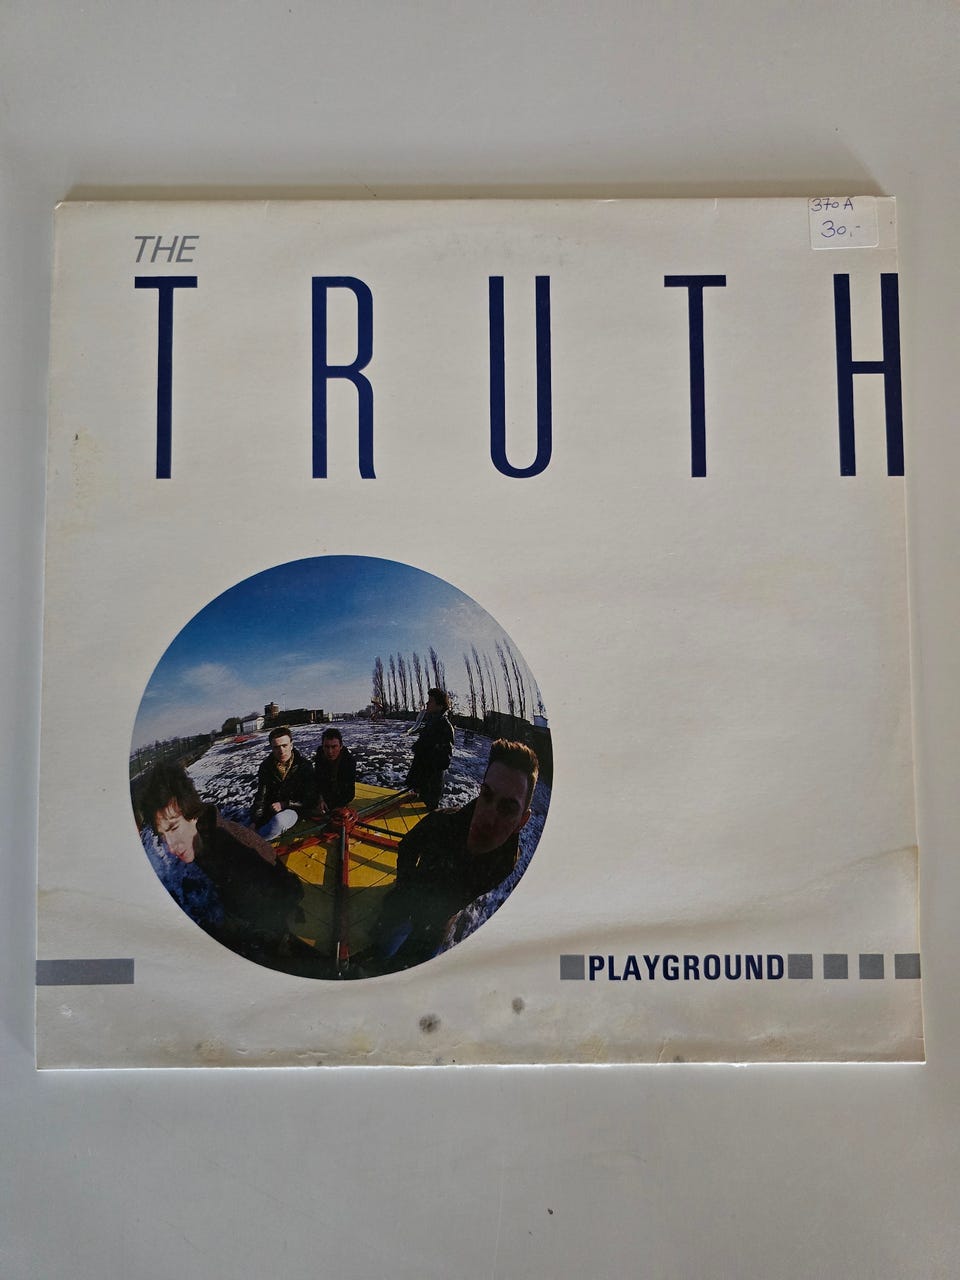 370 A
30,-
THE
TRUTH
PLAYGROUND